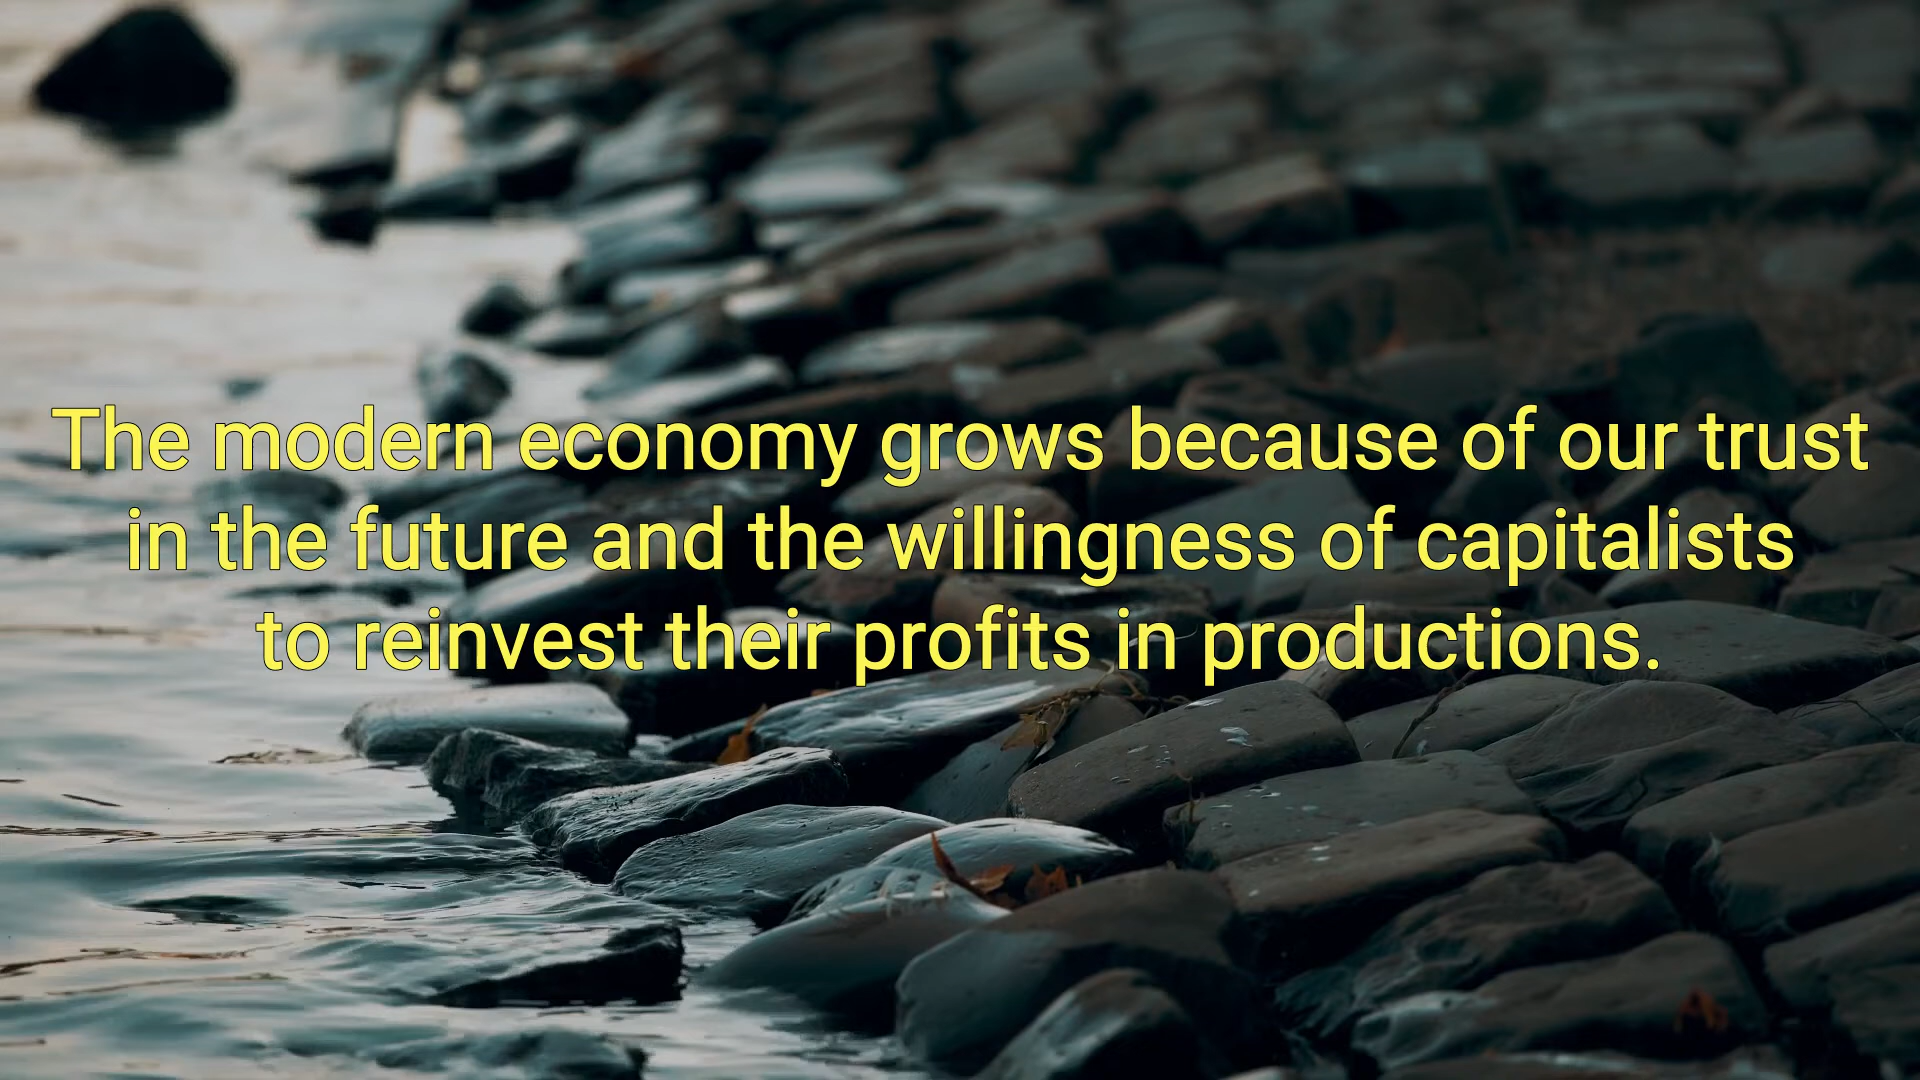 The modern economy grows because of our trust
in the future and the willingness of capitalists
to reinvest their profits in productions.